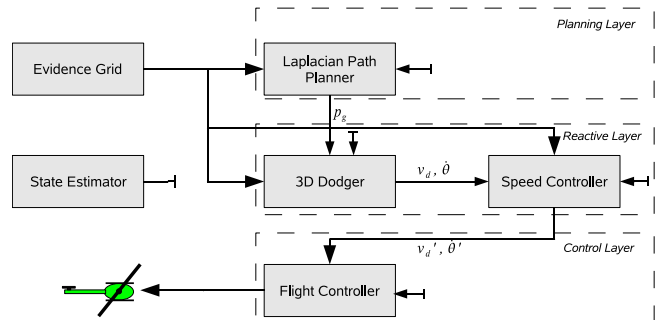 Planning Layer
Evidence Grid
Laplacian Path
Planner
p_g
Reactive Layer
State Estimator
3D Dodger
v_d , θ̇
Speed Controller
v_d ' , θ̇ '
Control Layer
Flight Controller